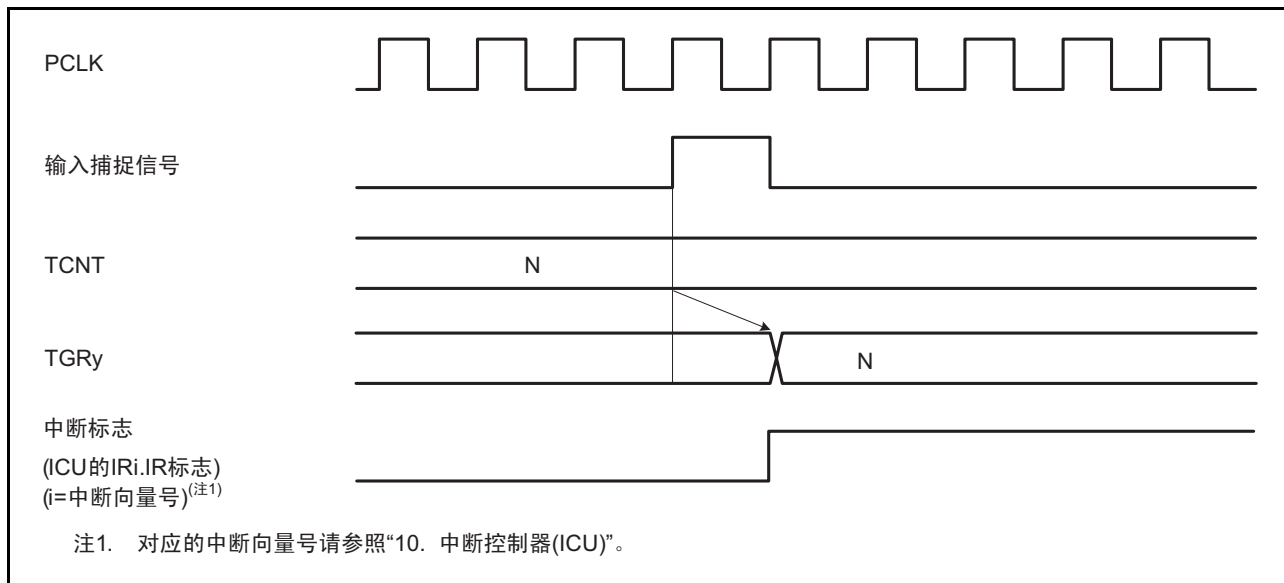 PCLK
输入捕捉信号
TCNT
N
TGRy
N
中断标志
(ICU的IRi.IR标志)
(i=中断向量号)(注1)
注1. 对应的中断向量号请参照“10. 中断控制器(ICU)”。